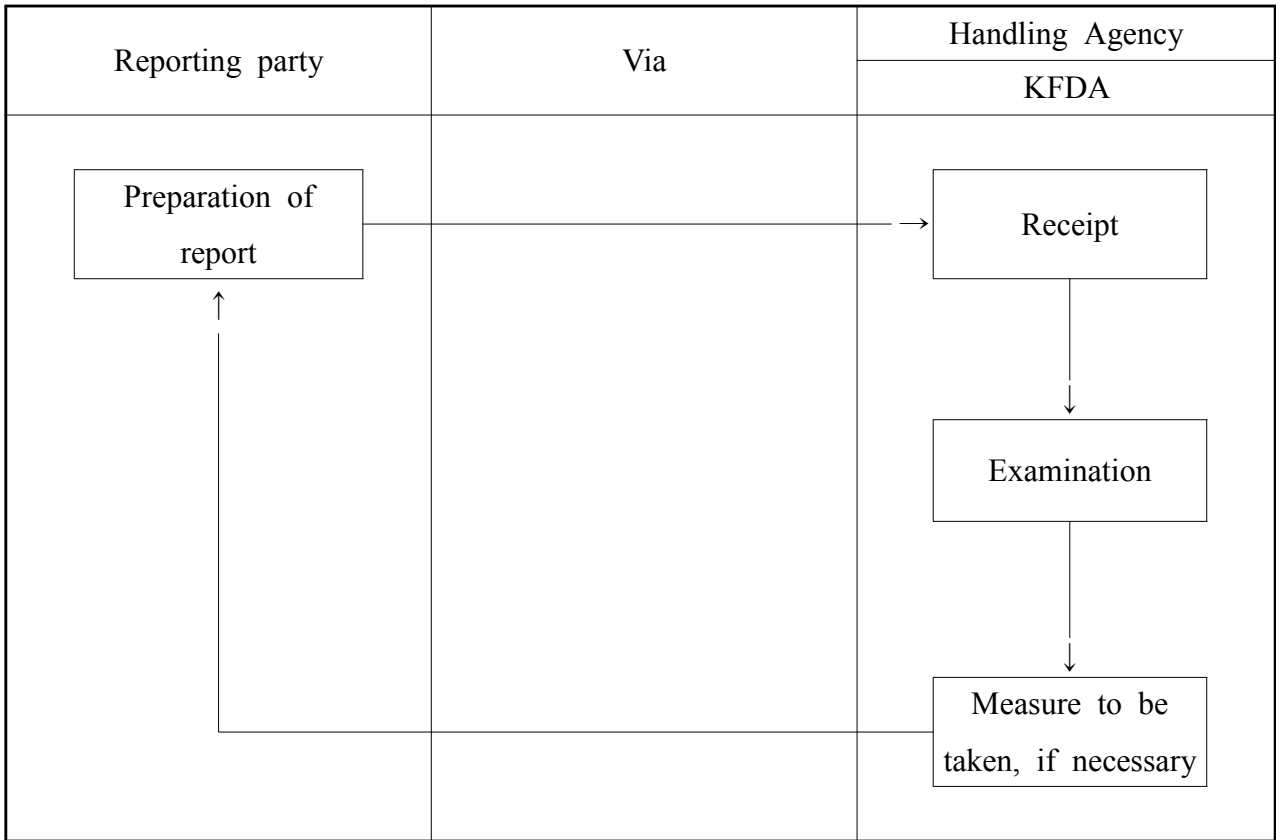 Reporting party
Via
Handling Agency
KFDA
Preparation of
report
Receipt
Examination
Measure to be
taken, if necessary